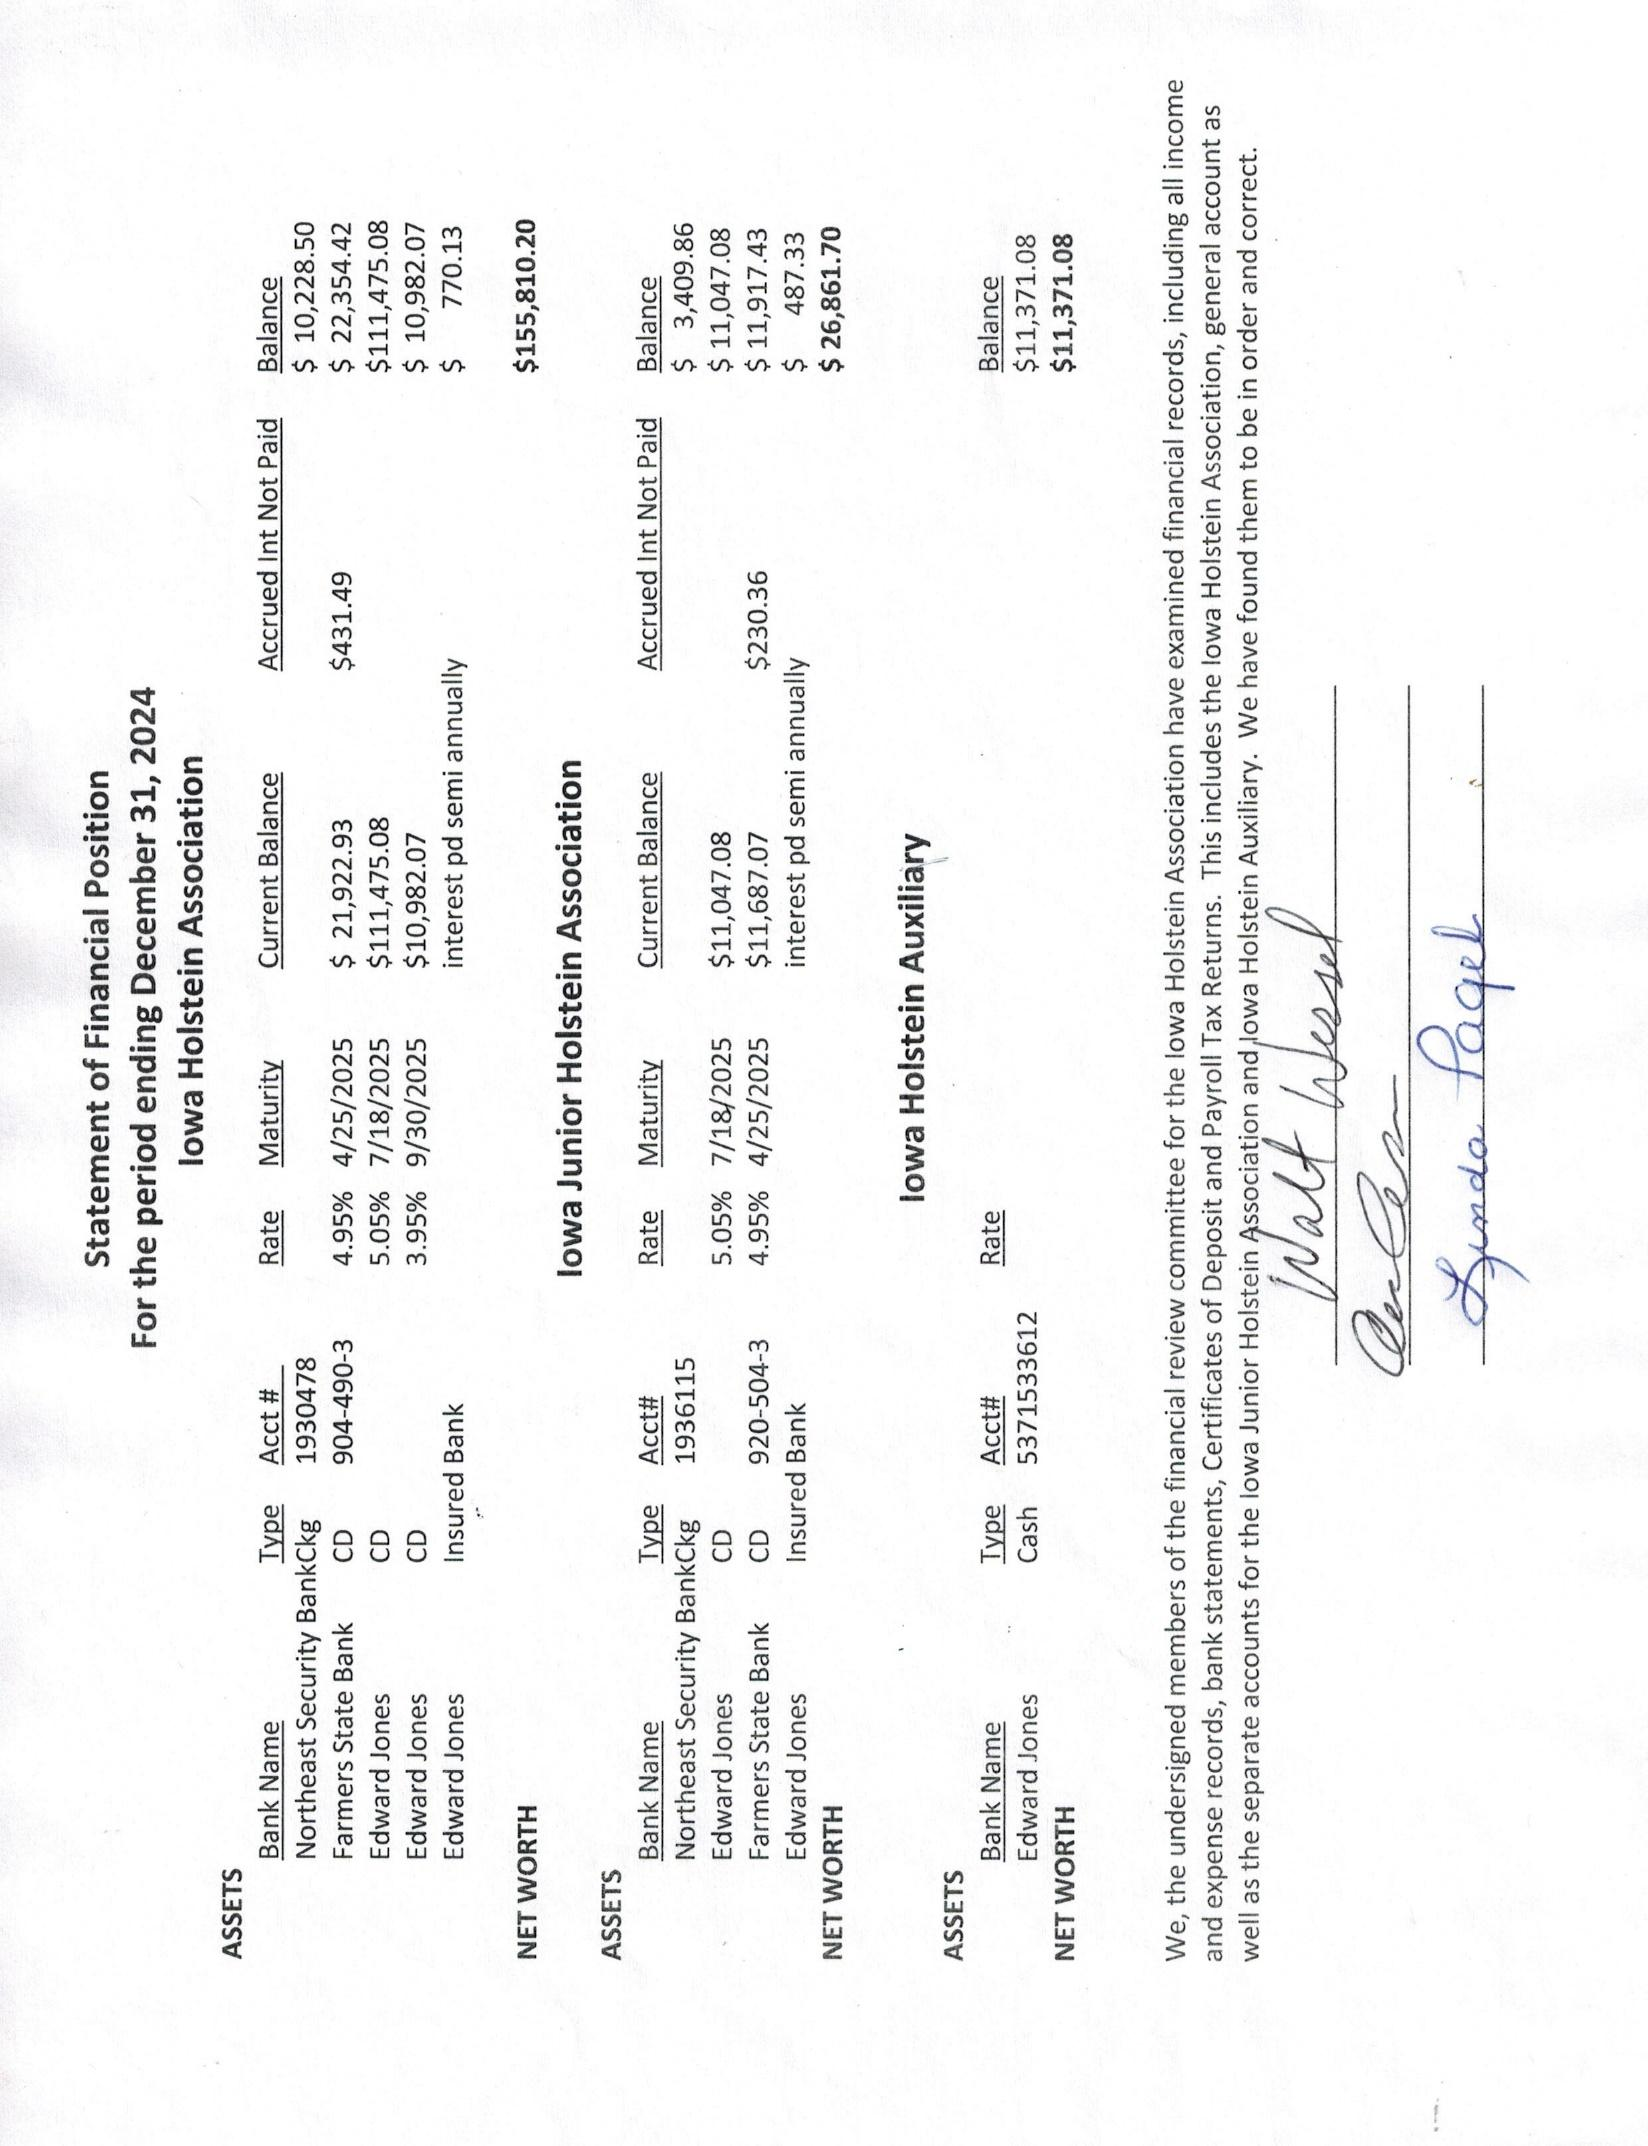 Statement of Financial Position
For the period ending December 31, 2024
Iowa Holstein Association
ASSETS
Bank Name Type Acct # Rate Maturity Current Balance Accrued Int Not Paid Balance
Northeast Security BankCkg 1930478 $ 10,228.50
Farmers State Bank CD 904-490-3 4.95% 4/25/2025 $ 21,922.93 $431.49 $ 22,354.42
Edward Jones CD 5.05% 7/18/2025 $111,475.08 $111,475.08
Edward Jones CD 3.95% 9/30/2025 $10,982.07 $ 10,982.07
Edward Jones Insured Bank interest pd semi annually $ 770.13
NET WORTH $155,810.20
Iowa Junior Holstein Association
ASSETS
Bank Name Type Acct# Rate Maturity Current Balance Accrued Int Not Paid Balance
Northeast Security BankCkg 1936115 $ 3,409.86
Edward Jones CD 5.05% 7/18/2025 $11,047.08 $ 11,047.08
Farmers State Bank CD 920-504-3 4.95% 4/25/2025 $11,687.07 $230.36 $ 11,917.43
Edward Jones Insured Bank interest pd semi annually $ 487.33
NET WORTH $ 26,861.70
Iowa Holstein Auxiliary
ASSETS
Bank Name Type Acct# Rate Balance
Edward Jones Cash 5371533612 $11,371.08
NET WORTH $11,371.08
We, the undersigned members of the financial review committee for the Iowa Holstein Association have examined financial records, including all income
and expense records, bank statements, Certificates of Deposit and Payroll Tax Returns. This includes the Iowa Holstein Association, general account as
well as the separate accounts for the Iowa Junior Holstein Association and Iowa Holstein Auxiliary. We have found them to be in order and correct.
Walt Wessel
Lynda Pagel